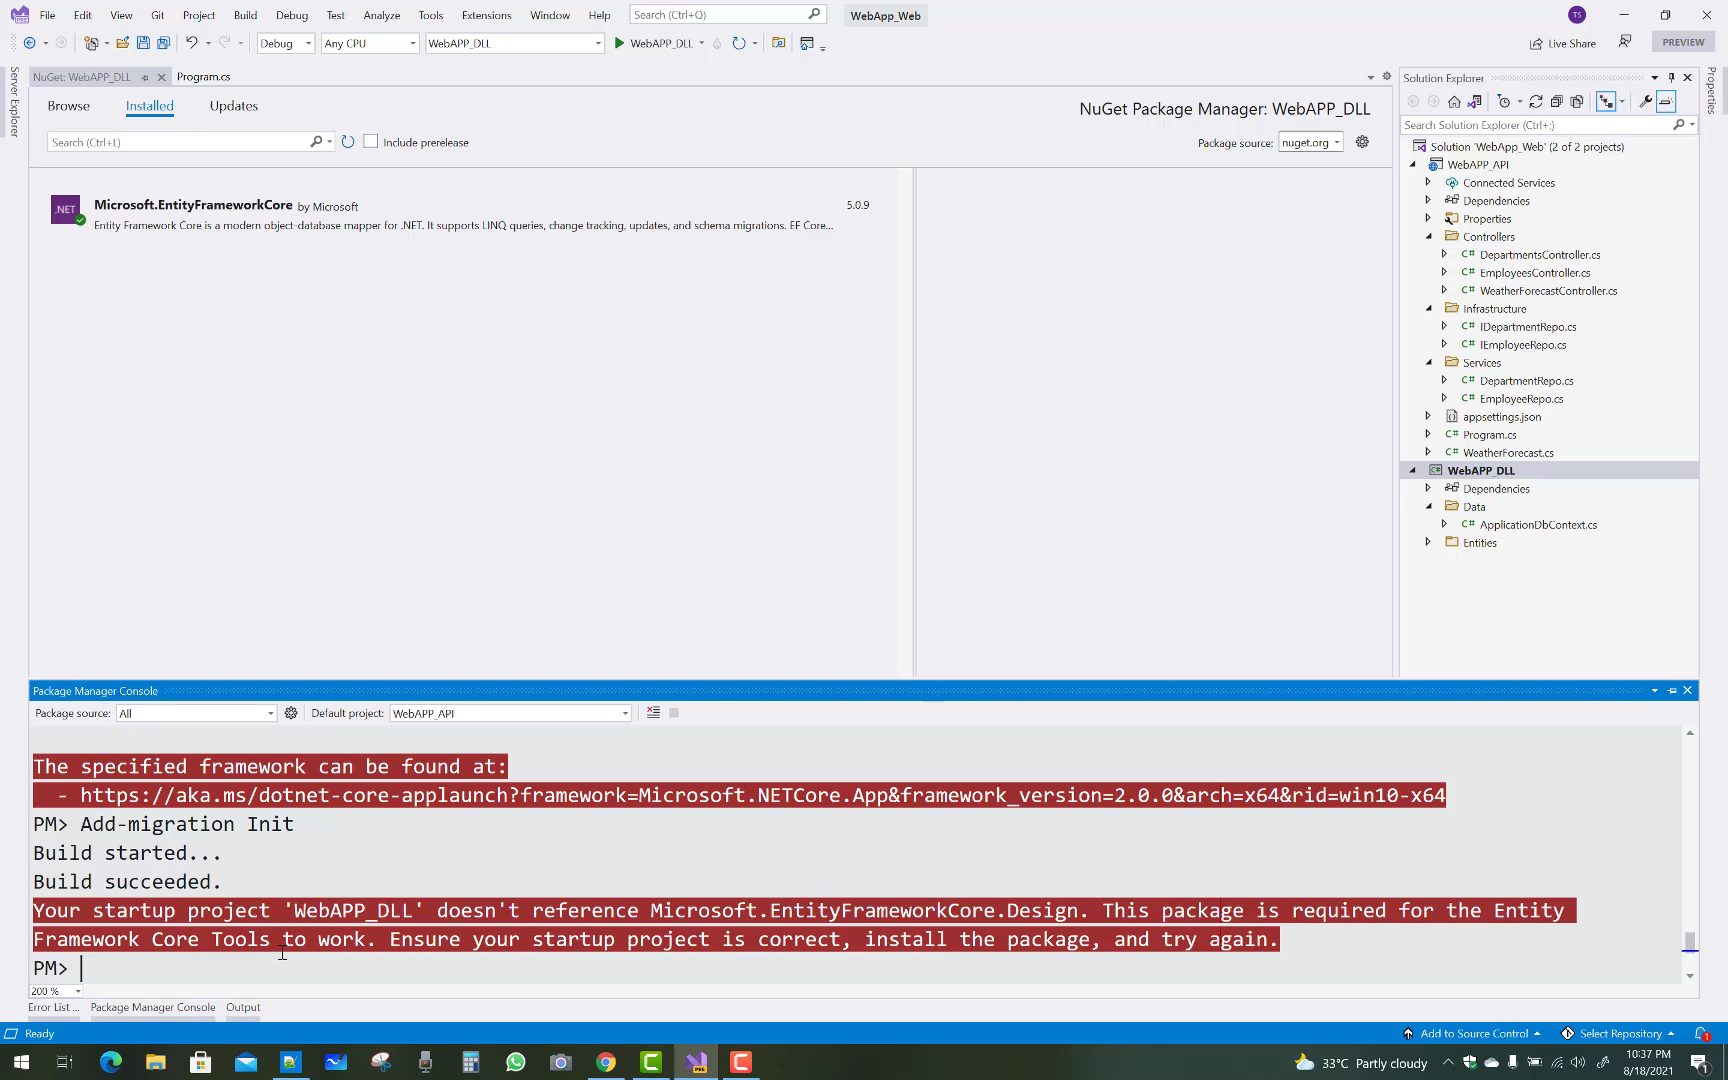 File Edit View Git Project Build Debug Test Analyze Tools Extensions Window Help Search (Ctrl+Q) WebApp_Web TS
Debug Any CPU WebAPP_DLL WebAPP_DLL Live Share PREVIEW
Server Explorer
NuGet: WebAPP_DLL Program.cs
Browse Installed Updates NuGet Package Manager: WebAPP_DLL
Search (Ctrl+L) Include prerelease Package source: nuget.org
.NET Microsoft.EntityFrameworkCore by Microsoft 5.0.9
Entity Framework Core is a modern object-database mapper for .NET. It supports LINQ queries, change tracking, updates, and schema migrations. EF Core...
Solution Explorer
Search Solution Explorer (Ctrl+;)
Solution 'WebApp_Web' (2 of 2 projects)
WebAPP_API
Connected Services
Dependencies
Properties
Controllers
C# DepartmentsController.cs
C# EmployeesController.cs
C# WeatherForecastController.cs
Infrastructure
C# IDepartmentRepo.cs
C# IEmployeeRepo.cs
Services
C# DepartmentRepo.cs
C# EmployeeRepo.cs
appsettings.json
C# Program.cs
C# WeatherForecast.cs
WebAPP_DLL
Dependencies
Data
C# ApplicationDbContext.cs
Entities
Properties
Package Manager Console
Package source: All Default project: WebAPP_API
The specified framework can be found at:
- https://aka.ms/dotnet-core-applaunch?framework=Microsoft.NETCore.App&framework_version=2.0.0&arch=x64&rid=win10-x64
PM> Add-migration Init
Build started...
Build succeeded.
Your startup project 'WebAPP_DLL' doesn't reference Microsoft.EntityFrameworkCore.Design. This package is required for the Entity
Framework Core Tools to work. Ensure your startup project is correct, install the package, and try again.
PM>
200 %
Error List ... Package Manager Console Output
Ready Add to Source Control Select Repository 1
33°C Partly cloudy 10:37 PM
8/18/2021 1